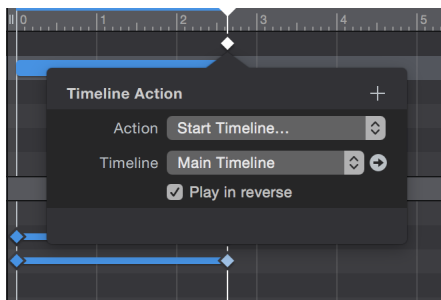 0 1 2 3 4 5
Timeline Action
Action Start Timeline...
Timeline Main Timeline
Play in reverse